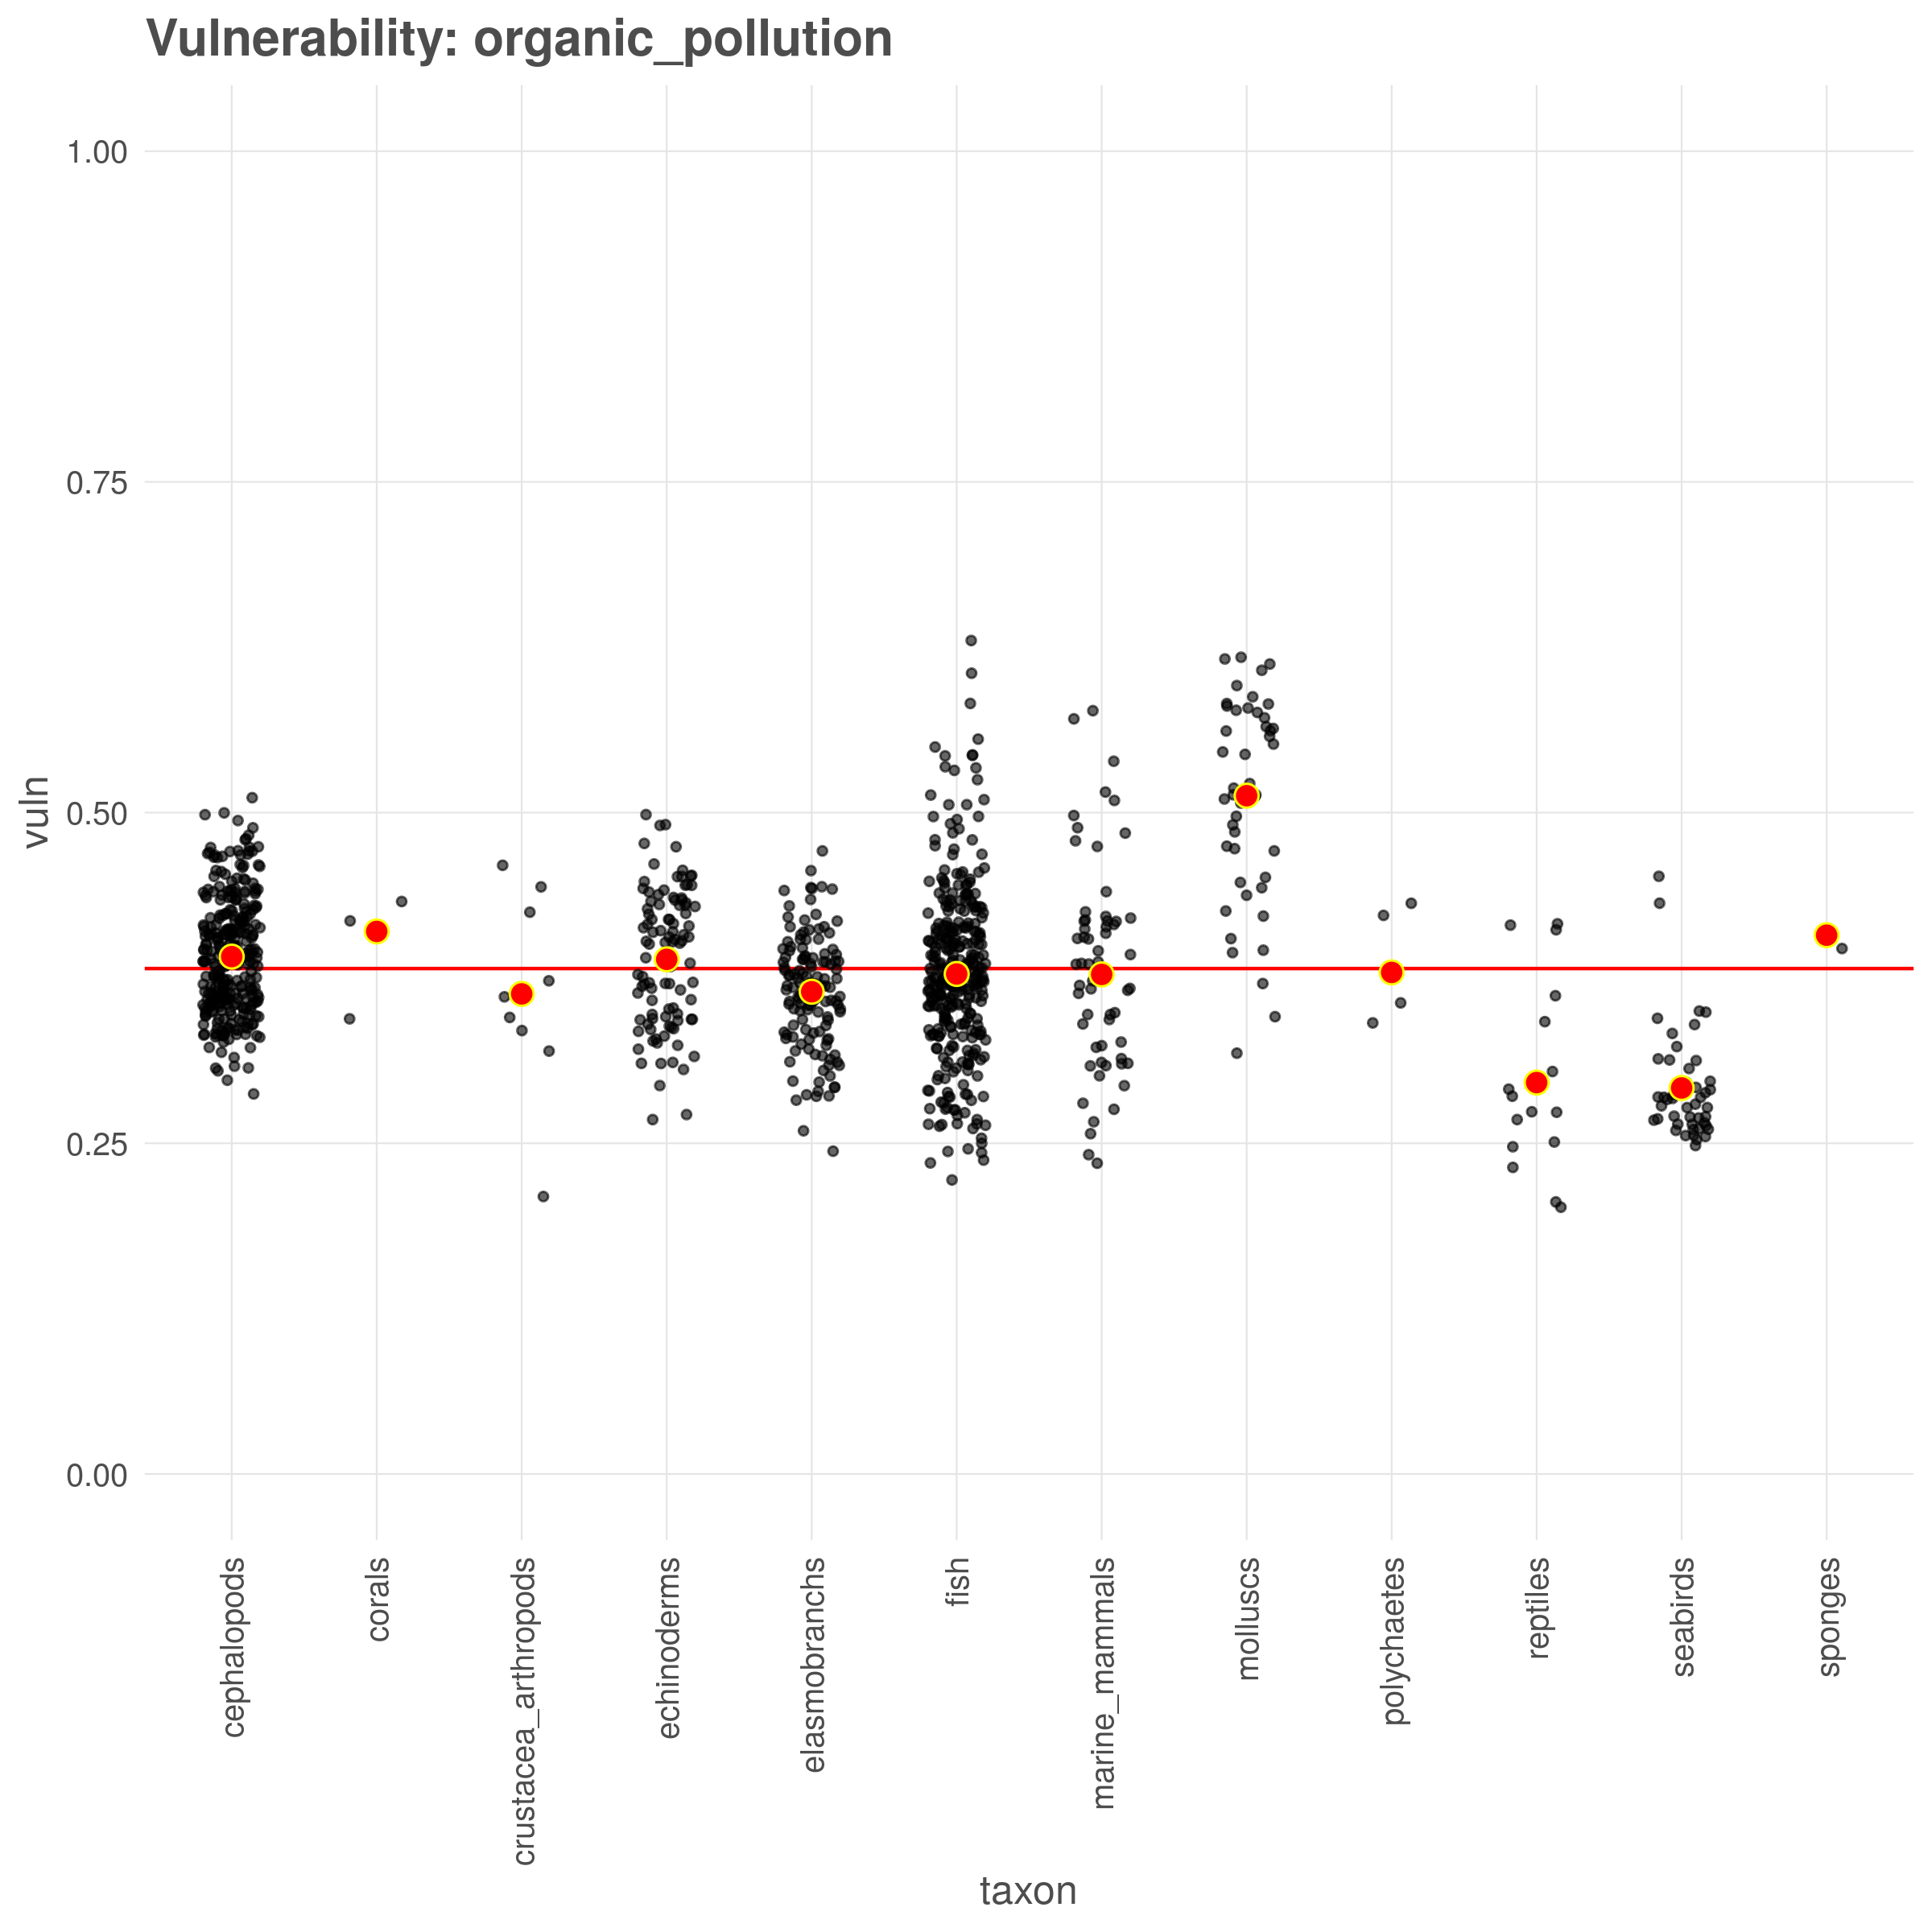 Vulnerability: organic_pollution
vuln
1.00
0.75
0.50
0.25
0.00
cephalopods
corals
crustacea_arthropods
echinoderms
elasmobranchs
fish
marine_mammals
molluscs
polychaetes
reptiles
seabirds
sponges
taxon